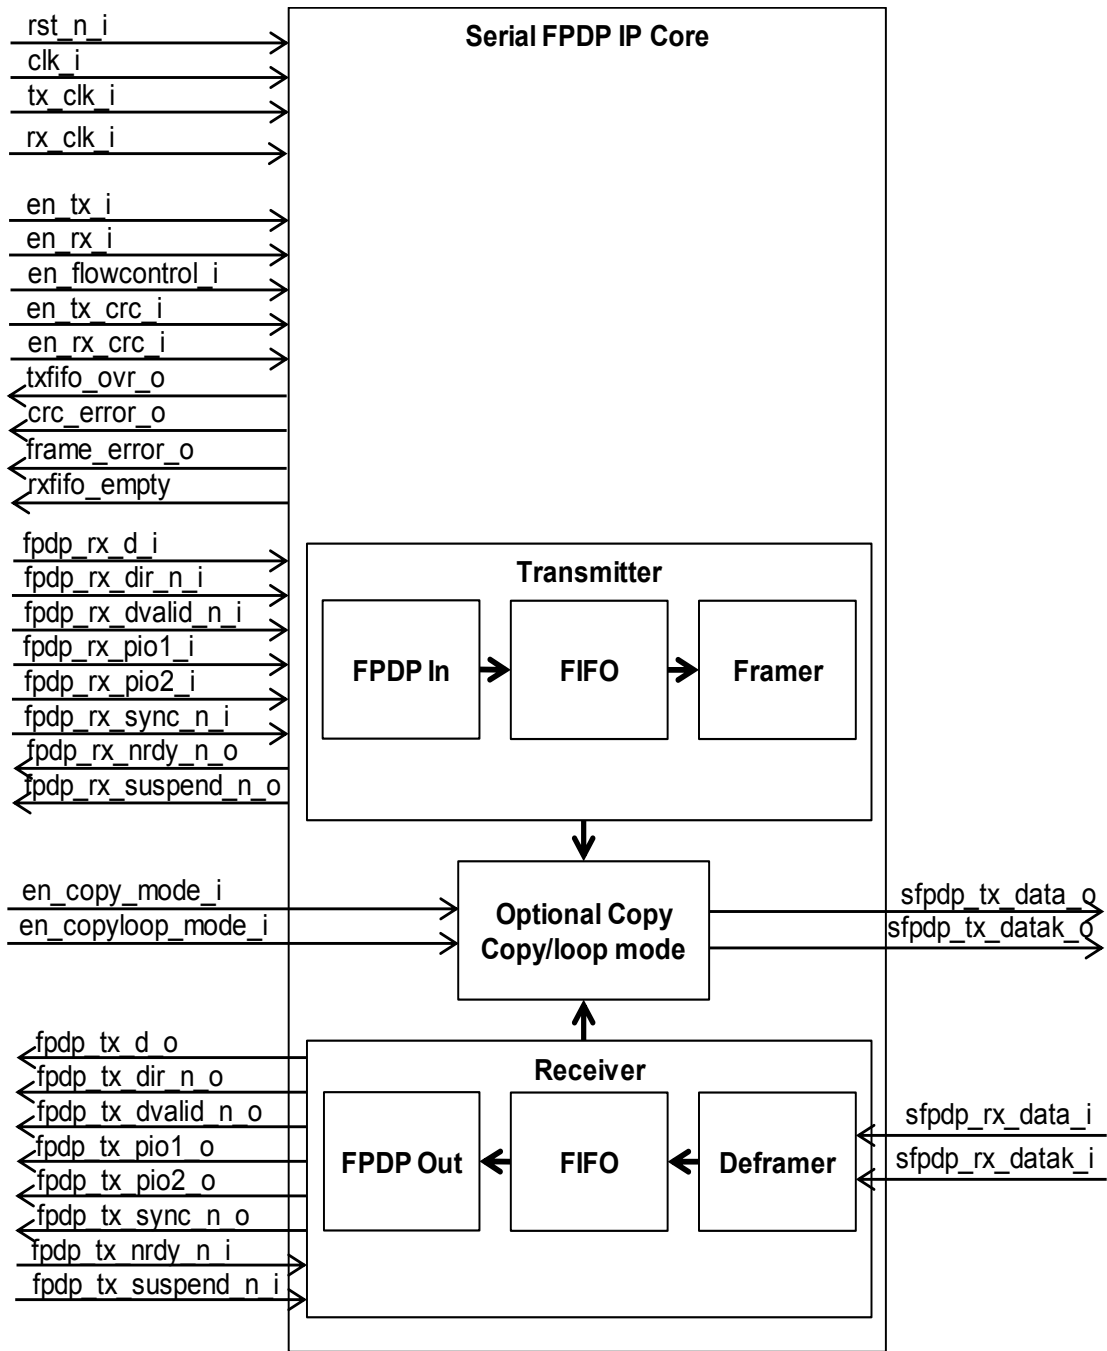 Serial FPDP IP Core
rst_n_i
clk_i
tx_clk_i
rx_clk_i
en_tx_i
en_rx_i
en_flowcontrol_i
en_tx_crc_i
en_rx_crc_i
txfifo_ovr_o
crc_error_o
frame_error_o
rxfifo_empty
fpdp_rx_d_i
fpdp_rx_dir_n_i
fpdp_rx_dvalid_n_i
fpdp_rx_pio1_i
fpdp_rx_pio2_i
fpdp_rx_sync_n_i
fpdp_rx_nrdy_n_o
fpdp_rx_suspend_n_o
Transmitter
FPDP In
FIFO
Framer
en_copy_mode_i
en_copyloop_mode_i
Optional Copy
Copy/loop mode
sfpdp_tx_data_o
sfpdp_tx_datak_o
fpdp_tx_d_o
fpdp_tx_dir_n_o
fpdp_tx_dvalid_n_o
fpdp_tx_pio1_o
fpdp_tx_pio2_o
fpdp_tx_sync_n_o
fpdp_tx_nrdy_n_i
fpdp_tx_suspend_n_i
Receiver
FPDP Out
FIFO
Deframer
sfpdp_rx_data_i
sfpdp_rx_datak_i